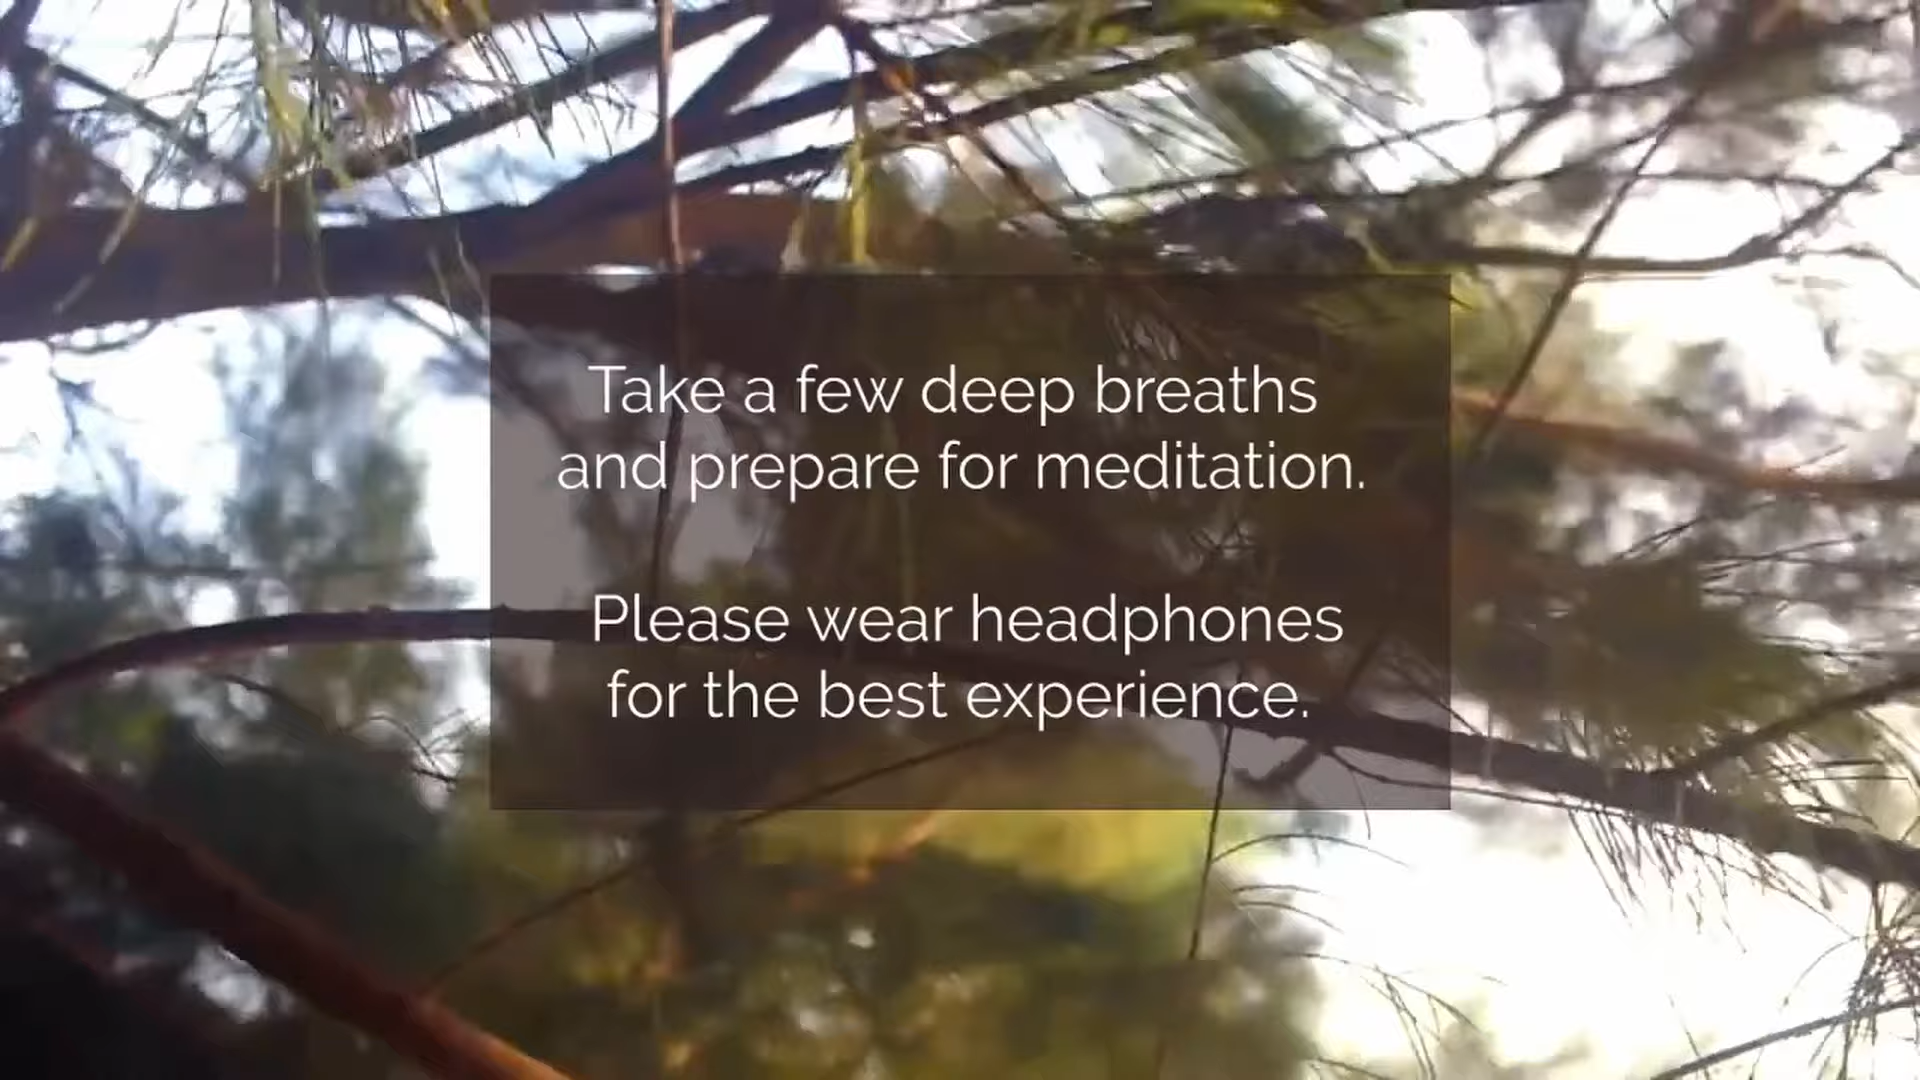 Take a few deep breaths
and prepare for meditation.
Please wear headphones
for the best experience.